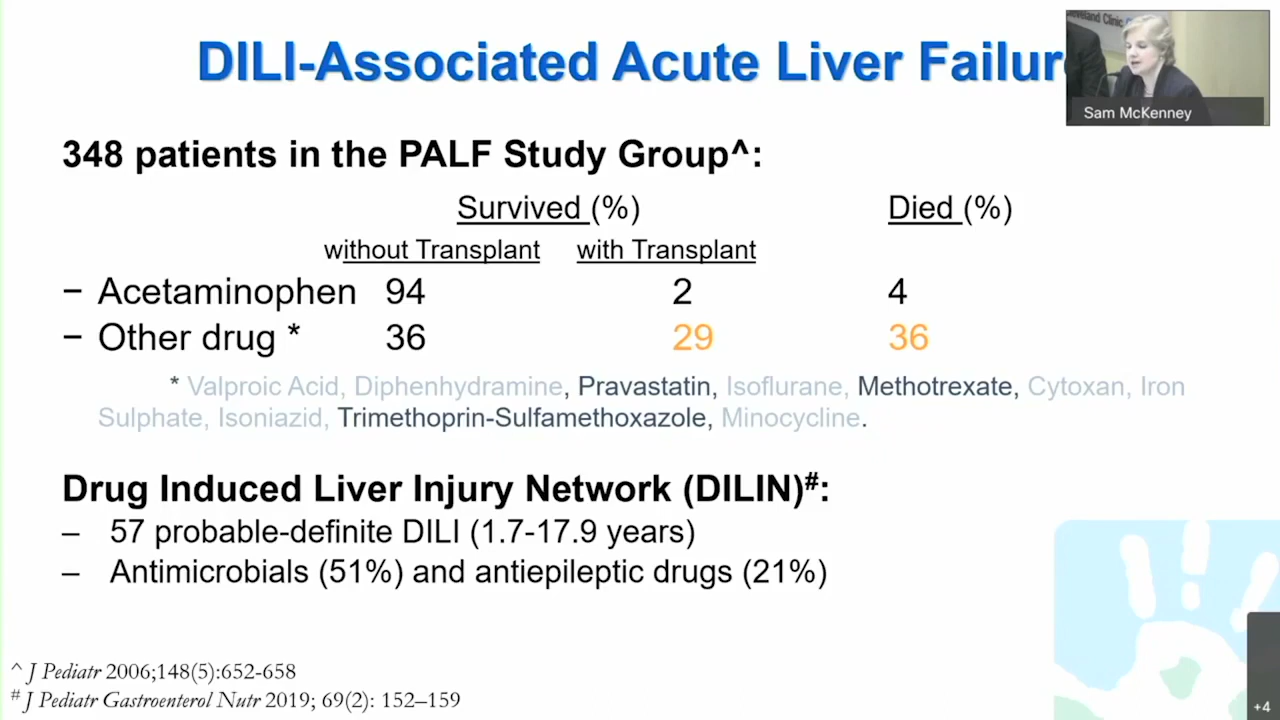 DILI-Associated Acute Liver Failur
Cleveland Clinic
Sam McKenney
348 patients in the PALF Study Group^:
Survived (%) Died (%)
without Transplant with Transplant
− Acetaminophen 94 2 4
− Other drug * 36 29 36
* Valproic Acid, Diphenhydramine, Pravastatin, Isoflurane, Methotrexate, Cytoxan, Iron
Sulphate, Isoniazid, Trimethoprin-Sulfamethoxazole, Minocycline.
Drug Induced Liver Injury Network (DILIN)#:
– 57 probable-definite DILI (1.7-17.9 years)
– Antimicrobials (51%) and antiepileptic drugs (21%)
^ J Pediatr 2006;148(5):652-658
# J Pediatr Gastroenterol Nutr 2019; 69(2): 152–159
+4